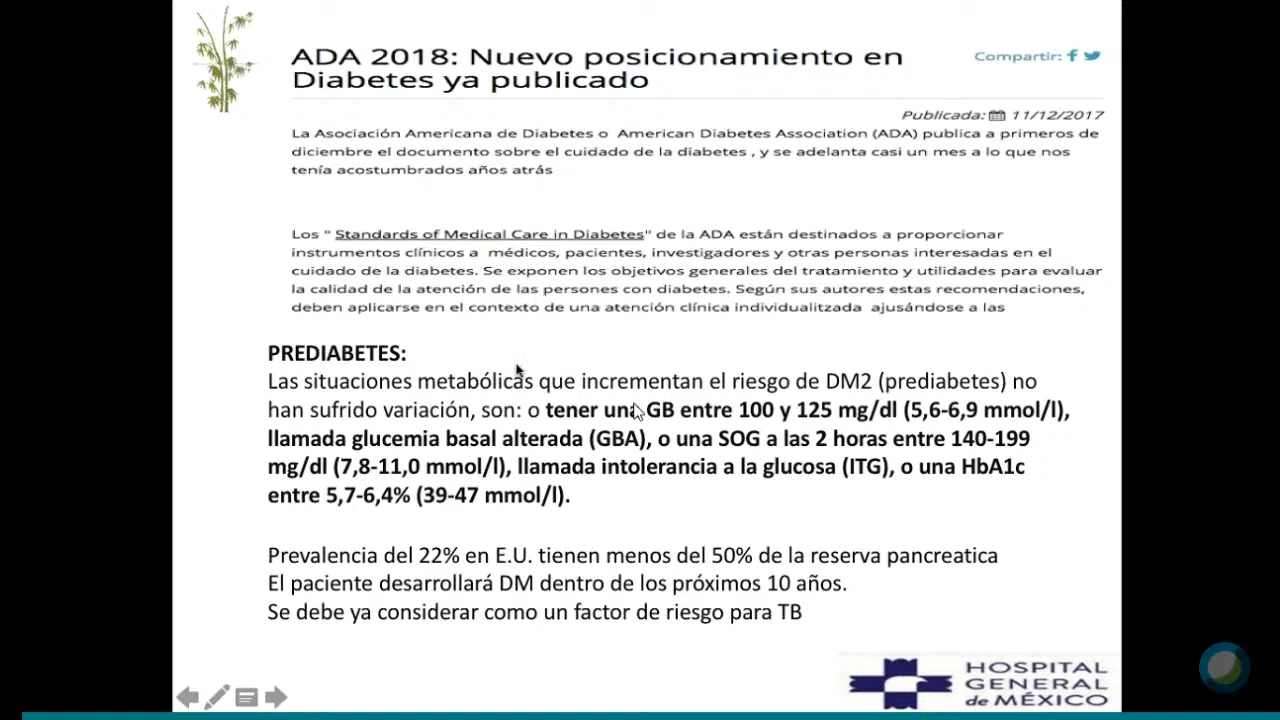 ADA 2018: Nuevo posicionamiento en
Diabetes ya publicado
Compartir:
Publicada: 11/12/2017
La Asociación Americana de Diabetes o American Diabetes Association (ADA) publica a primeros de
diciembre el documento sobre el cuidado de la diabetes , y se adelanta casi un mes a lo que nos
tenía acostumbrados años atrás
Los " Standards of Medical Care in Diabetes" de la ADA están destinados a proporcionar
instrumentos clínicos a médicos, pacientes, investigadores y otras personas interesadas en el
cuidado de la diabetes. Se exponen los objetivos generales del tratamiento y utilidades para evaluar
la calidad de la atención de las personas con diabetes. Según sus autores estas recomendaciones,
deben aplicarse en el contexto de una atención clínica individualitzada ajusándose a las
PREDIABETES:
Las situaciones metabólicas que incrementan el riesgo de DM2 (prediabetes) no
han sufrido variación, son: o tener una GB entre 100 y 125 mg/dl (5,6-6,9 mmol/l),
llamada glucemia basal alterada (GBA), o una SOG a las 2 horas entre 140-199
mg/dl (7,8-11,0 mmol/l), llamada intolerancia a la glucosa (ITG), o una HbA1c
entre 5,7-6,4% (39-47 mmol/l).
Prevalencia del 22% en E.U. tienen menos del 50% de la reserva pancreatica
El paciente desarrollará DM dentro de los próximos 10 años.
Se debe ya considerar como un factor de riesgo para TB
HOSPITAL
GENERAL
de MÉXICO